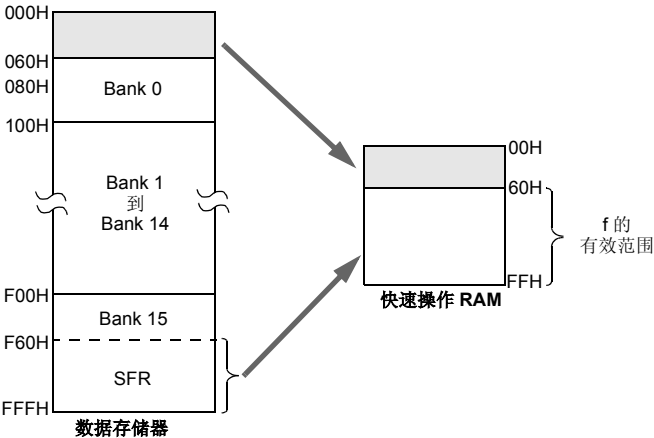 000H
060H
080H
Bank 0
100H
Bank 1
到
Bank 14
F00H
Bank 15
F60H
SFR
FFFH
数据存储器
00H
60H
FFH
快速操作 RAM
f 的
有效范围